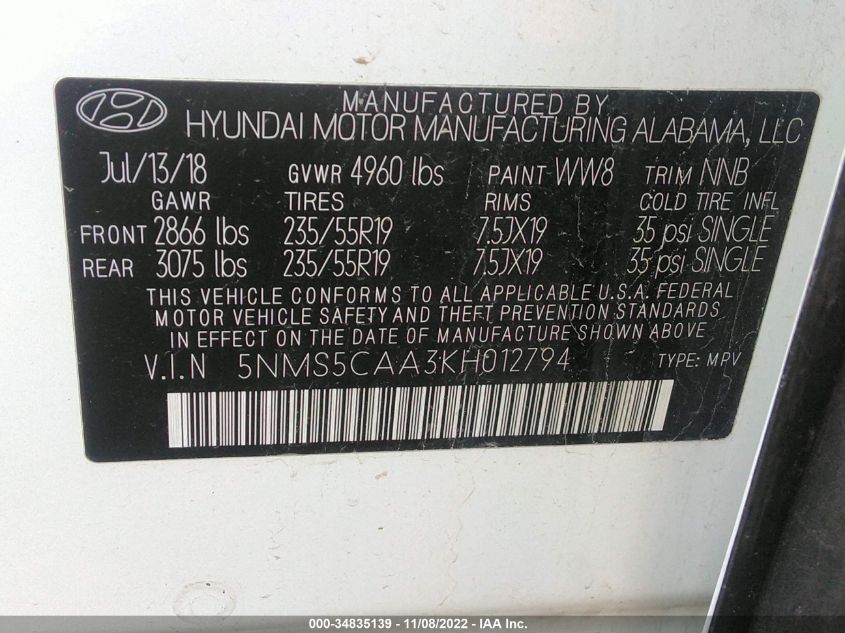 MANUFACTURED BY
HYUNDAI MOTOR MANUFACTURING ALABAMA, LLC
Jul/13/18 GVWR 4960 lbs PAINT WW8 TRIM NNB
GAWR TIRES RIMS COLD TIRE INFL
FRONT 2866 lbs 235/55R19 7.5JX19 35 psi SINGLE
REAR 3075 lbs 235/55R19 7.5JX19 35 psi SINGLE
THIS VEHICLE CONFORMS TO ALL APPLICABLE U.S.A. FEDERAL
MOTOR VEHICLE SAFETY AND THEFT PREVENTION STANDARDS
IN EFFECT ON THE DATE OF MANUFACTURE SHOWN ABOVE
V.I.N 5NMS5CAA3KH012794 TYPE: MPV
000-34835139 - 11/08/2022 - IAA Inc.